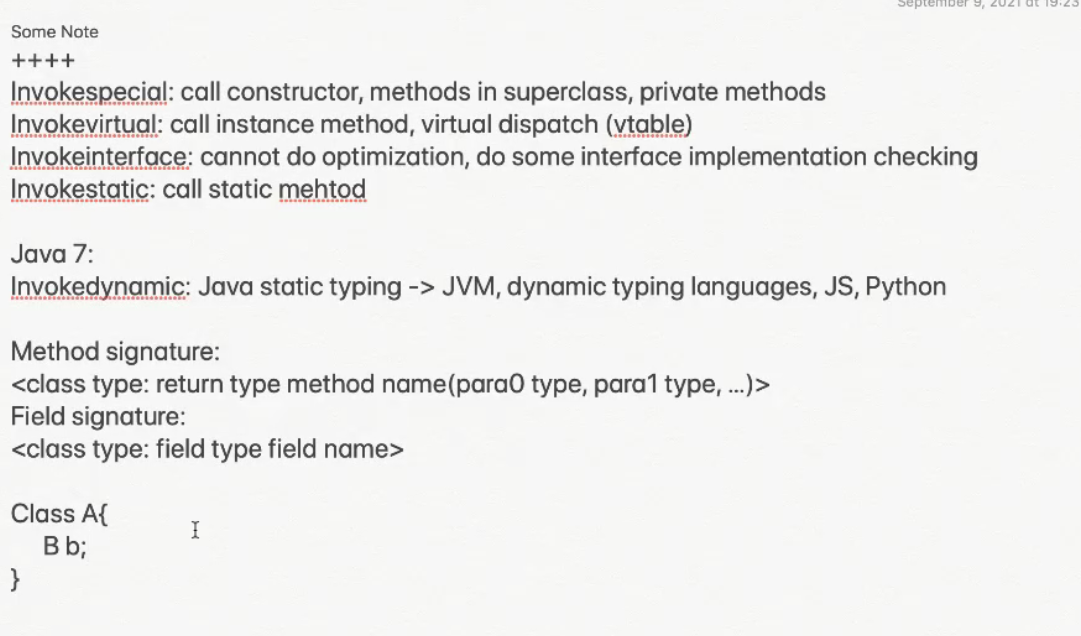 September 9, 2021 at 19:23
Some Note
++++
Invokespecial: call constructor, methods in superclass, private methods
Invokevirtual: call instance method, virtual dispatch (vtable)
Invokeinterface: cannot do optimization, do some interface implementation checking
Invokestatic: call static mehtod
Java 7:
Invokedynamic: Java static typing -> JVM, dynamic typing languages, JS, Python
Method signature:
<class type: return type method name(para0 type, para1 type, ...)>
Field signature:
<class type: field type field name>
Class A{
B b;
}